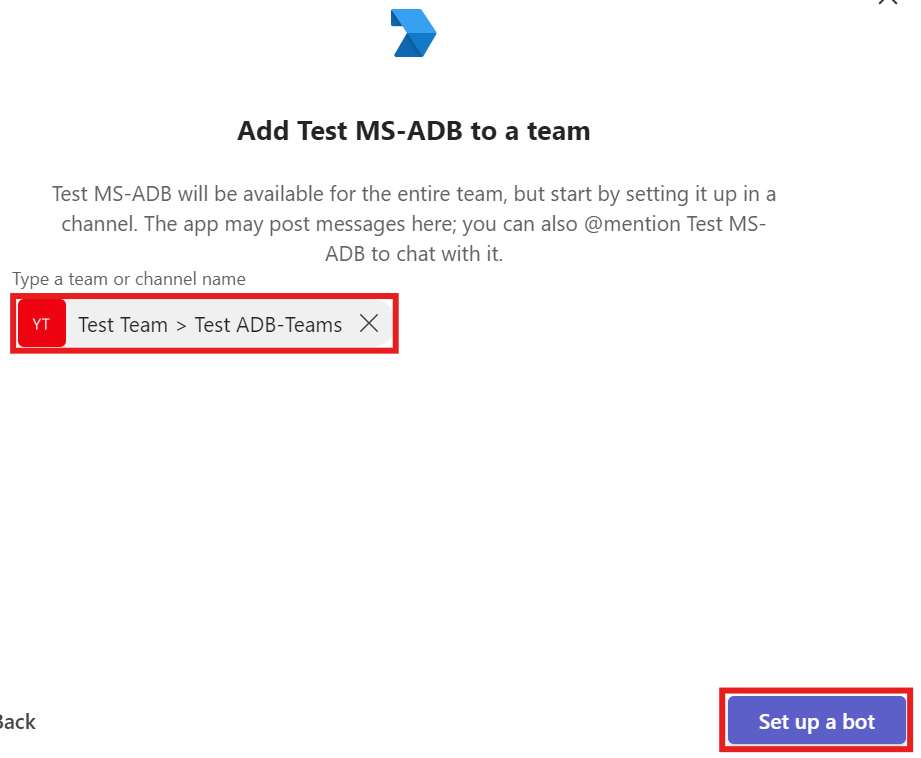 Add Test MS-ADB to a team
Test MS-ADB will be available for the entire team, but start by setting it up in a
channel. The app may post messages here; you can also @mention Test MS-
ADB to chat with it.
Type a team or channel name
YT Test Team > Test ADB-Teams
Back
Set up a bot